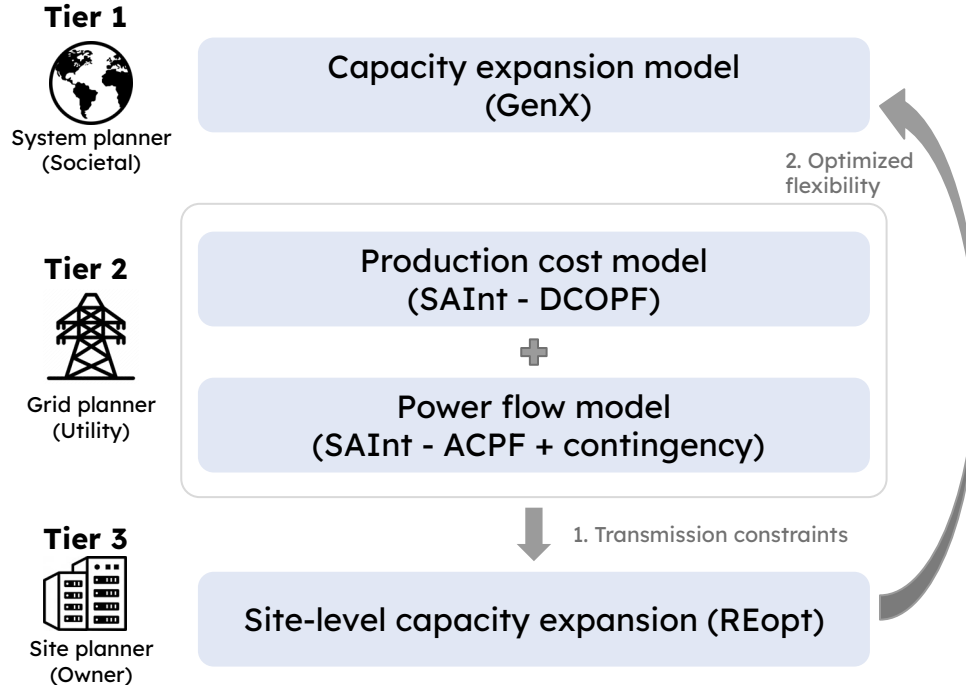 Tier 1
System planner
(Societal)
Capacity expansion model
(GenX)
2. Optimized
flexibility
Tier 2
Grid planner
(Utility)
Production cost model
(SAInt - DCOPF)
Power flow model
(SAInt - ACPF + contingency)
1. Transmission constraints
Tier 3
Site planner
(Owner)
Site-level capacity expansion (REopt)